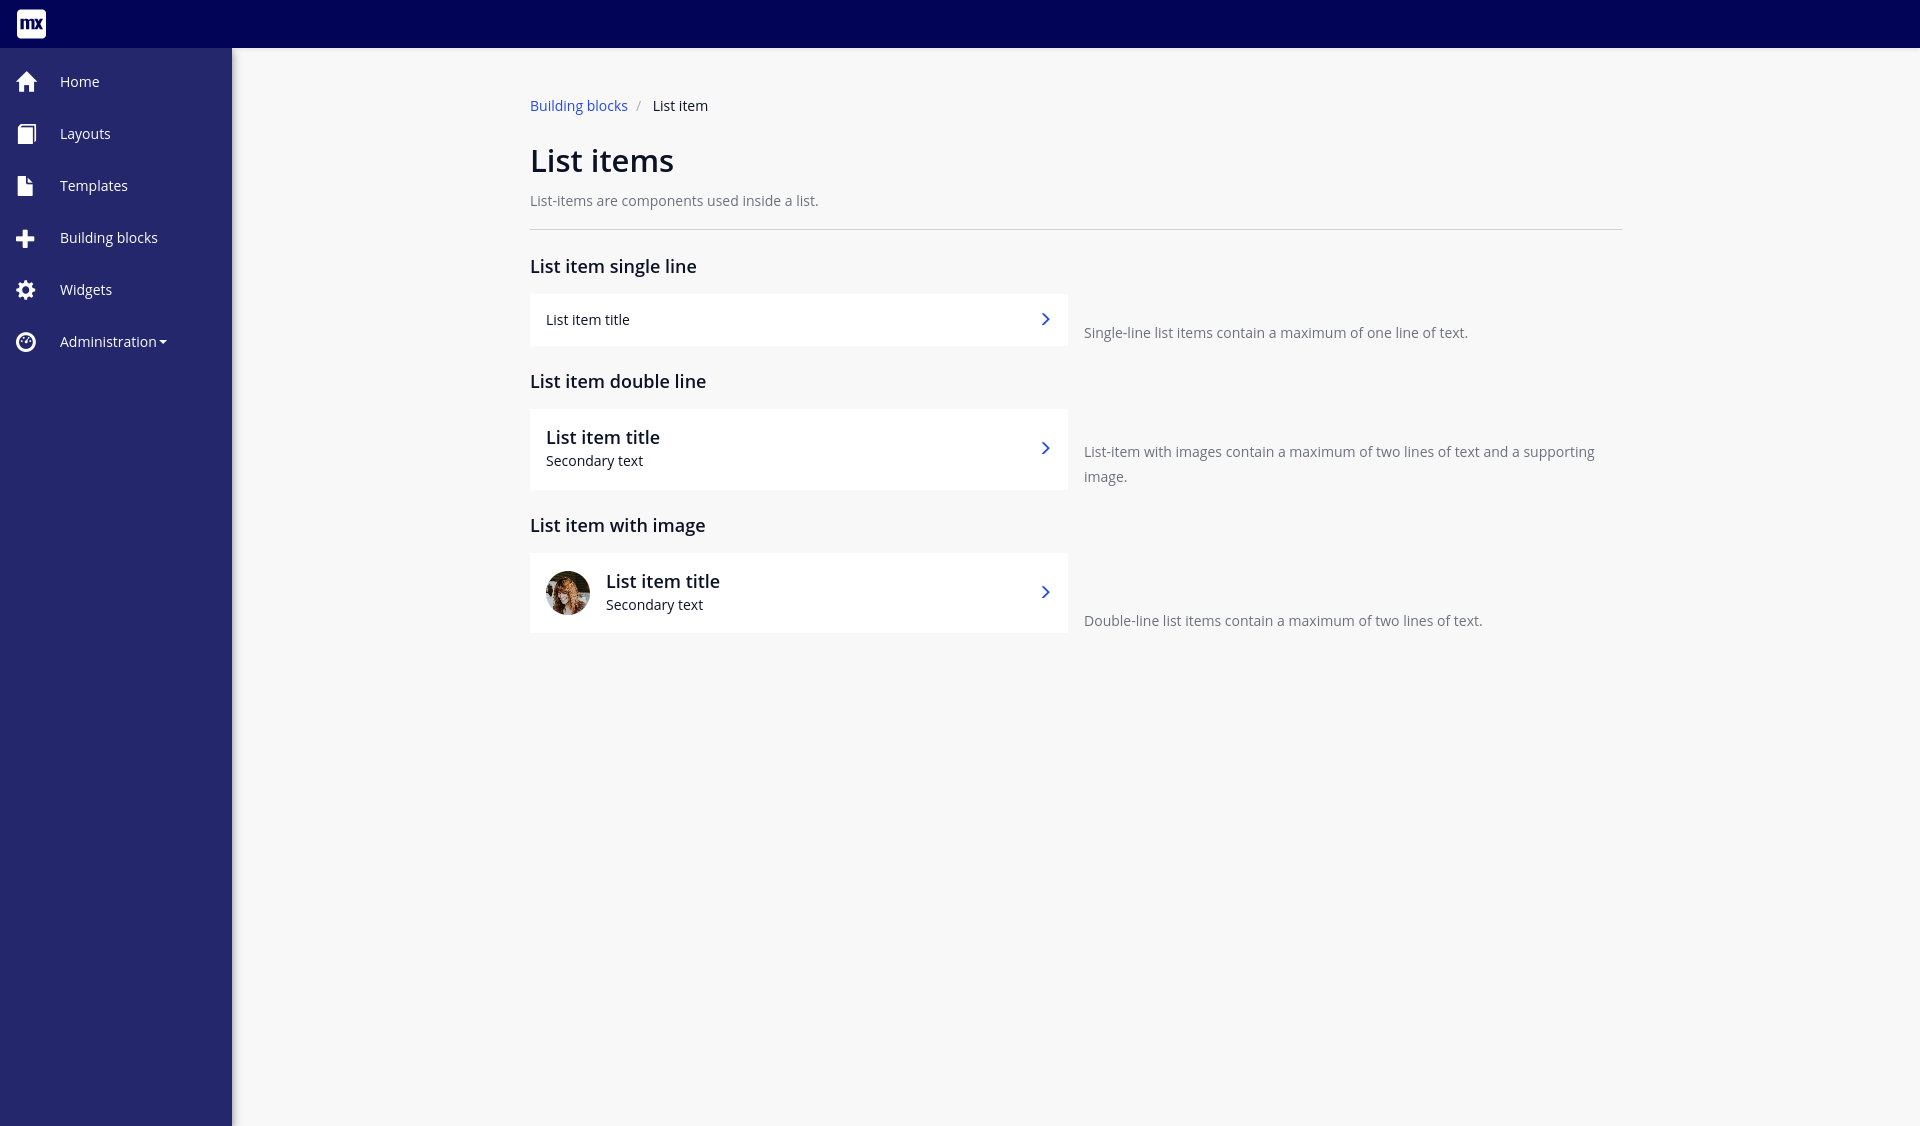 mx
Home
Layouts
Templates
Building blocks
Widgets
Administration
Building blocks / List item
List items
List-items are components used inside a list.
List item single line
List item title
Single-line list items contain a maximum of one line of text.
List item double line
List item title
Secondary text
List-item with images contain a maximum of two lines of text and a supporting
image.
List item with image
List item title
Secondary text
Double-line list items contain a maximum of two lines of text.